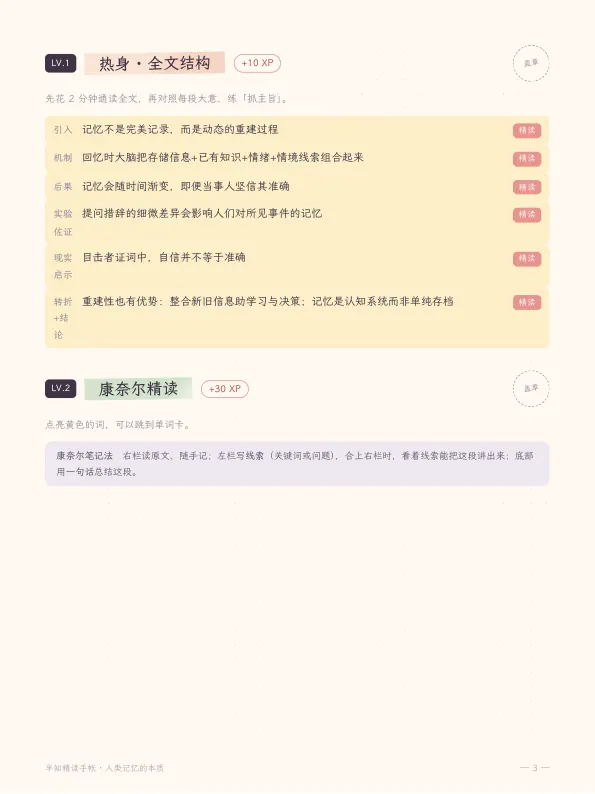 LV.1 热身·全文结构 +10 XP 盖章
先花 2 分钟通读全文，再对照每段大意，练「抓主旨」。
引入 记忆不是完美记录，而是动态的重建过程 精读
机制 回忆时大脑把存储信息+已有知识+情绪+情境线索组合起来 精读
后果 记忆会随时间渐变，即便当事人坚信其准确 精读
实验 提问措辞的细微差异会影响人们对所见事件的记忆 精读
佐证
现实 目击者证词中，自信并不等于准确 精读
启示
转折 重建性也有优势：整合新旧信息助学习与决策；记忆是认知系统而非单纯存档 精读
+结
论
LV.2 康奈尔精读 +30 XP 盖章
点亮黄色的词，可以跳到单词卡。
康奈尔笔记法 右栏读原文、随手记；左栏写线索（关键词或问题），合上右栏时，看着线索能把这段讲出来；底部
用一句话总结这段。
半知精读手帐·人类记忆的本质 — 3 —